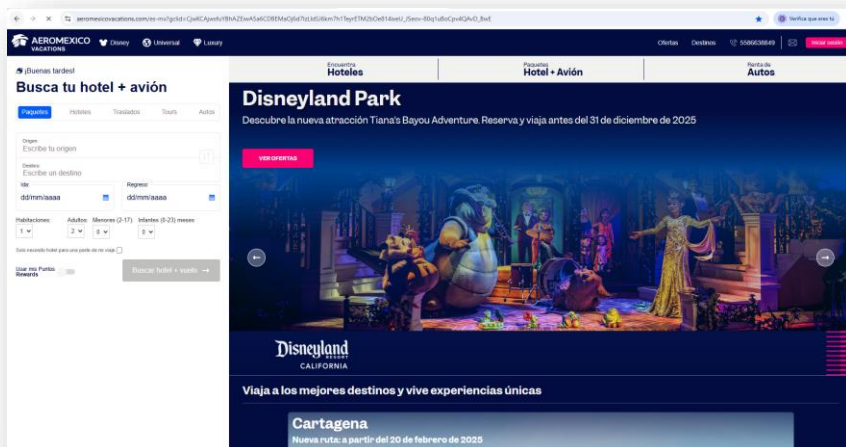 aeromexicovacations.com/es-mx?gclid=
Verifica que eres tú
AEROMEXICO
VACATIONS
Disney
Universal
Luxury
Ofertas
Destinos
5586638849
Iniciar sesión
¡Buenas tardes!
Busca tu hotel + avión
Paquetes
Hoteles
Traslados
Tours
Autos
Origen
Escribe tu origen
Destino
Escribe un destino
Ida:
Regreso:
dd/mm/aaaa
dd/mm/aaaa
Habitaciones:
Adultos:
Menores (2-17)
Infantes (0-23) meses
1
2
0
0
Solo necesito hotel para una parte de mi viaje
Usar mis Puntos
Rewards
Buscar hotel + vuelo →
Encuentra
Hoteles
Paquetes
Hotel + Avión
Renta de
Autos
Disneyland Park
Descubre la nueva atracción Tiana's Bayou Adventure. Reserva y viaja antes del 31 de diciembre de 2025
VER OFERTAS
Disneyland
RESORT
CALIFORNIA
Viaja a los mejores destinos y vive experiencias únicas
Cartagena
Nueva ruta: a partir del 20 de febrero de 2025